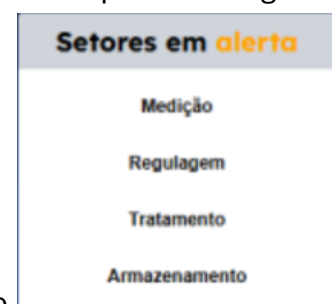 Setores em alerta
Medição
Regulagem
Tratamento
Armazenamento